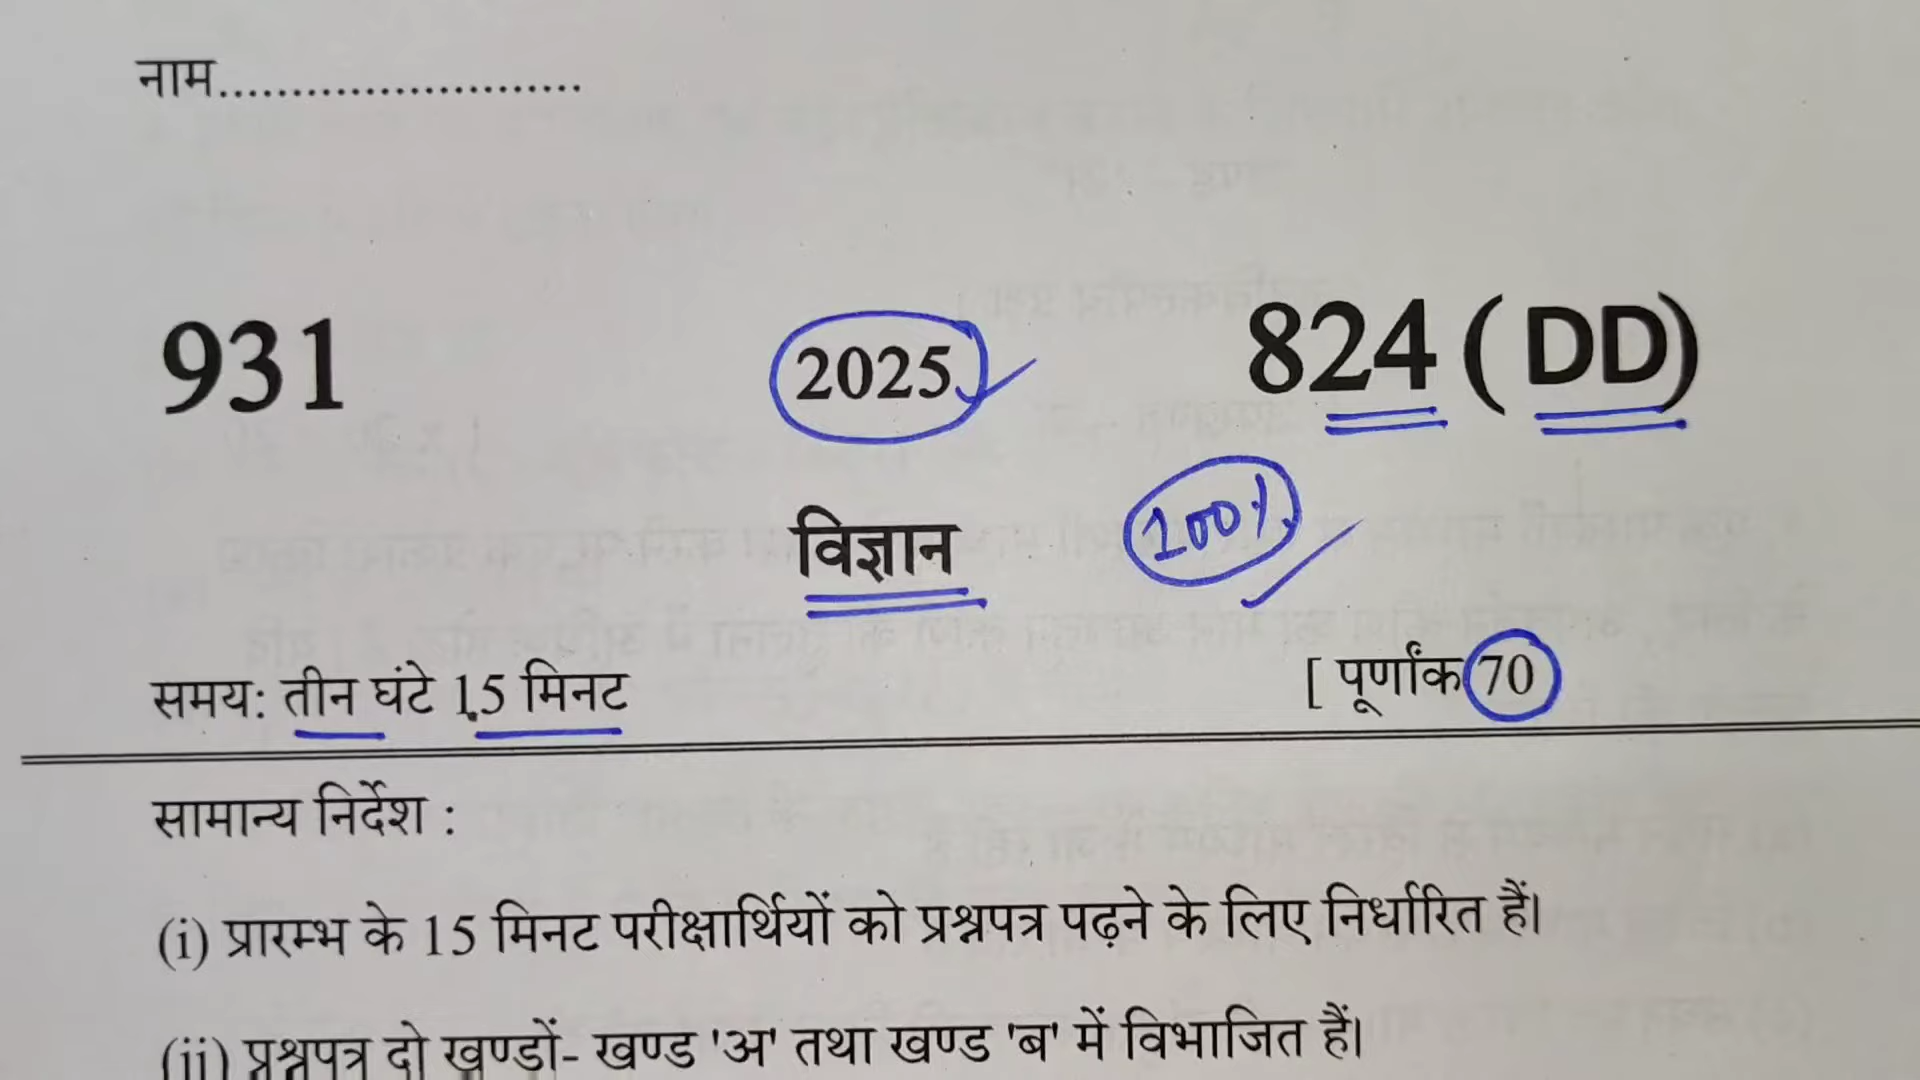 नाम........................
931 2025 824 (DD)
विज्ञान 100%
समय: तीन घंटे 15 मिनट [ पूर्णांक 70
सामान्य निर्देश :
(i) प्रारम्भ के 15 मिनट परीक्षार्थियों को प्रश्नपत्र पढ़ने के लिए निर्धारित हैं।
(ii) प्रश्नपत्र दो खण्डों- खण्ड 'अ' तथा खण्ड 'ब' में विभाजित हैं।